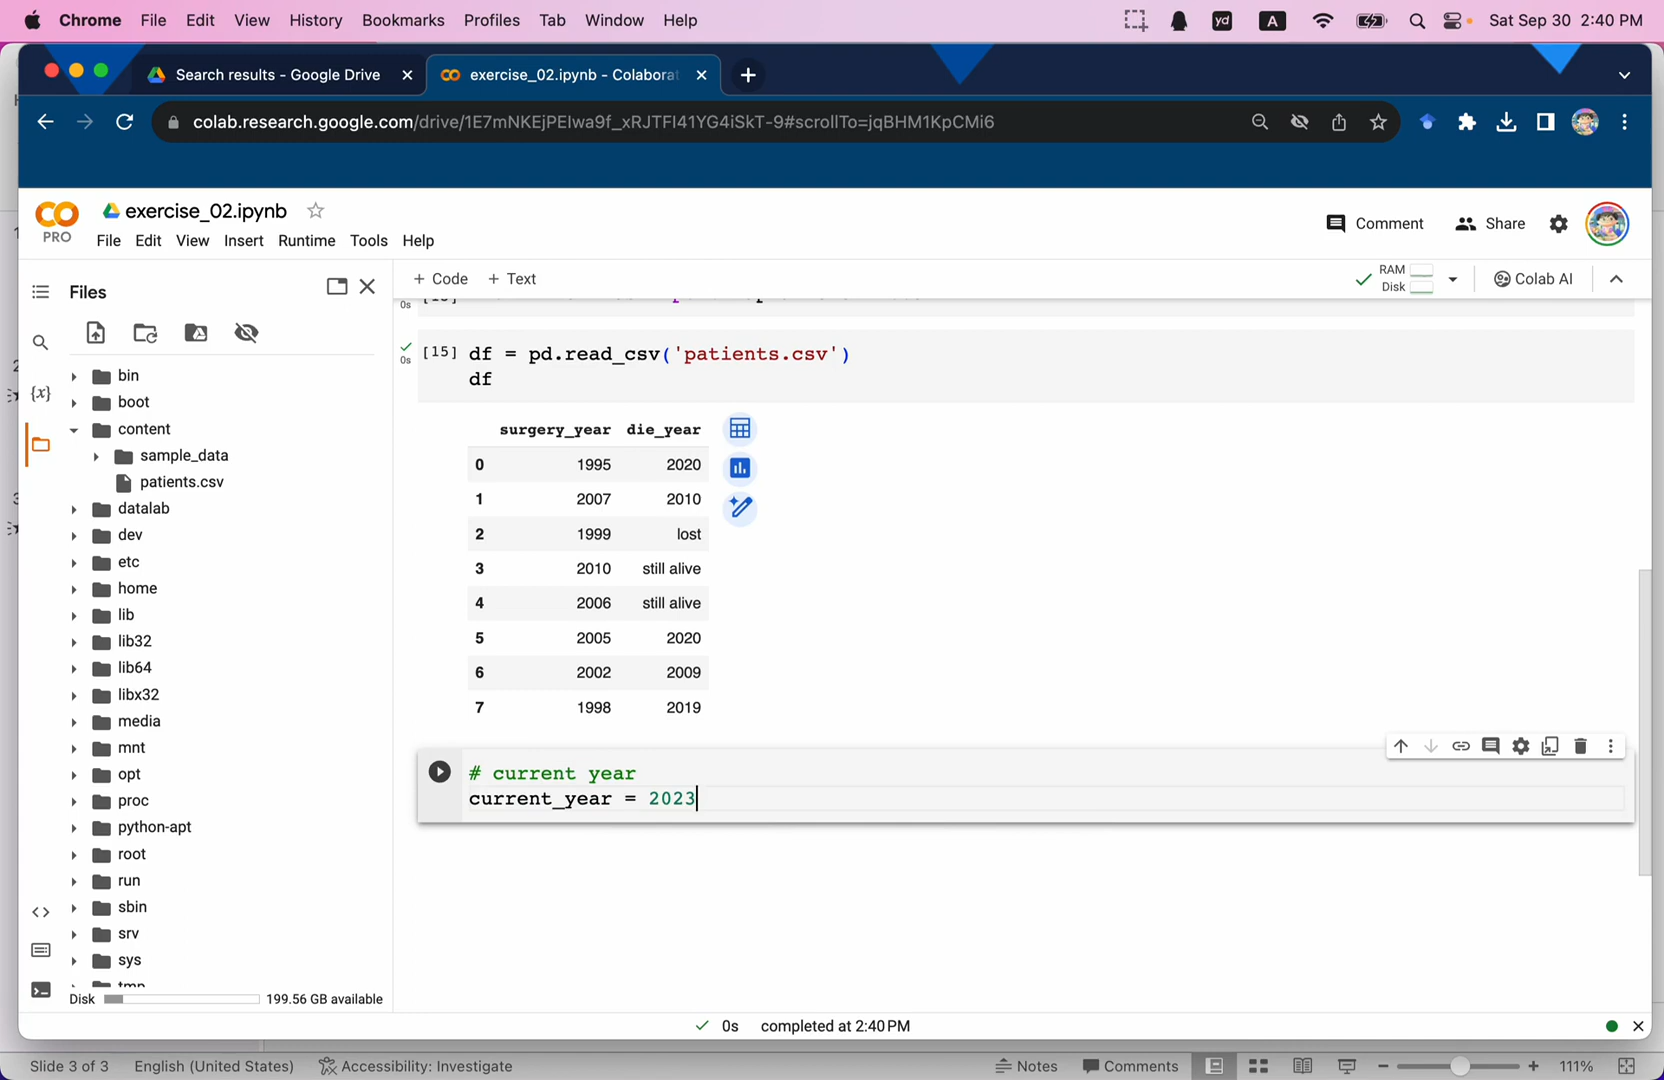 Chrome File Edit View History Bookmarks Profiles Tab Window Help yd A Sat Sep 30 2:40 PM
Search results - Google Drive
exercise_02.ipynb - Colaborat
colab.research.google.com/drive/1E7mNKEjPEIwa9f_xRJTFI41YG4iSkT-9#scrollTo=jqBHM1KpCMi6
PRO
exercise_02.ipynb
File Edit View Insert Runtime Tools Help
Comment Share
Files
+ Code + Text
RAM
Disk
Colab AI
0s
bin
boot
content
sample_data
patients.csv
datalab
dev
etc
home
lib
lib32
lib64
libx32
media
mnt
opt
proc
python-apt
root
run
sbin
srv
sys
tmp
Disk 199.56 GB available
{x}
<>
0s
[15] df = pd.read_csv('patients.csv')
df
surgery_year die_year
0 1995 2020
1 2007 2010
2 1999 lost
3 2010 still alive
4 2006 still alive
5 2005 2020
6 2002 2009
7 1998 2019
# current year
current_year = 2023
0s completed at 2:40 PM
Slide 3 of 3 English (United States) Accessibility: Investigate Notes Comments 111%